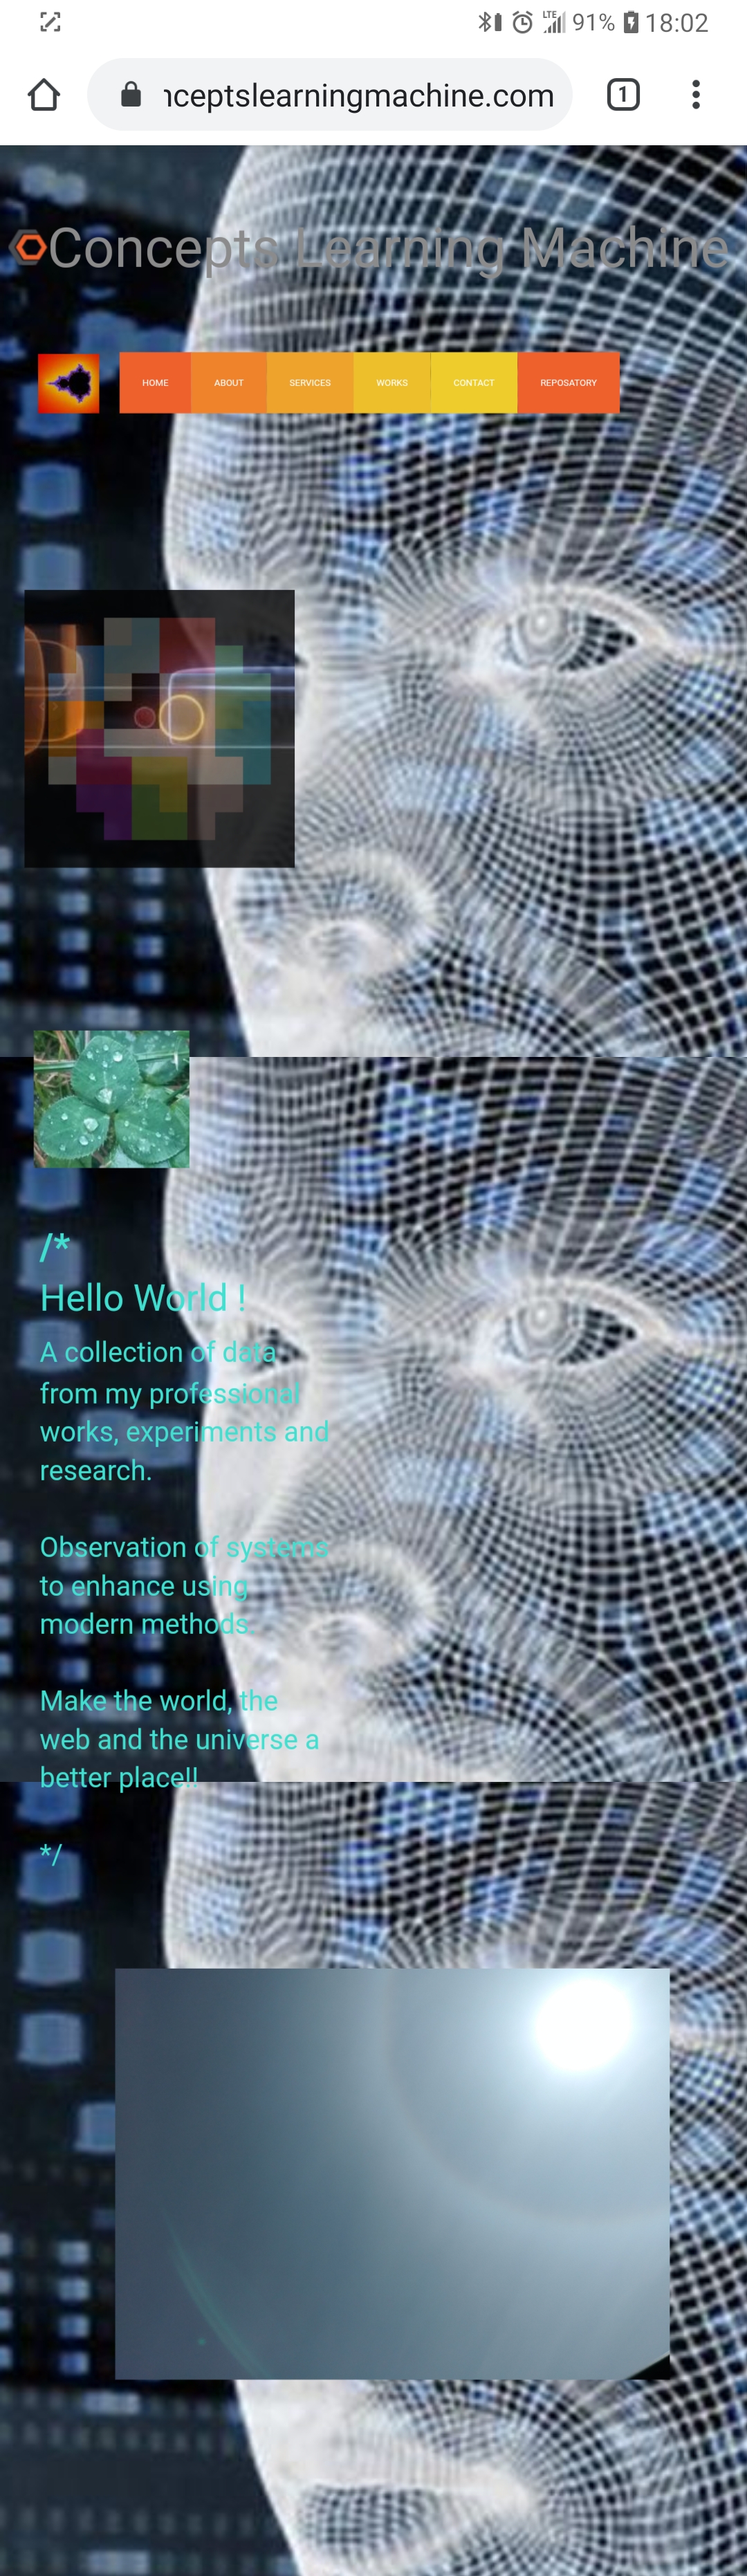 LTE 91% 18:02
nceptslearningmachine.com 1
Concepts Learning Machine
HOME ABOUT SERVICES WORKS CONTACT REPOSATORY
/*
Hello World !
A collection of data
from my professional
works, experiments and
research.
Observation of systems
to enhance using
modern methods.
Make the world, the
web and the universe a
better place!!
*/